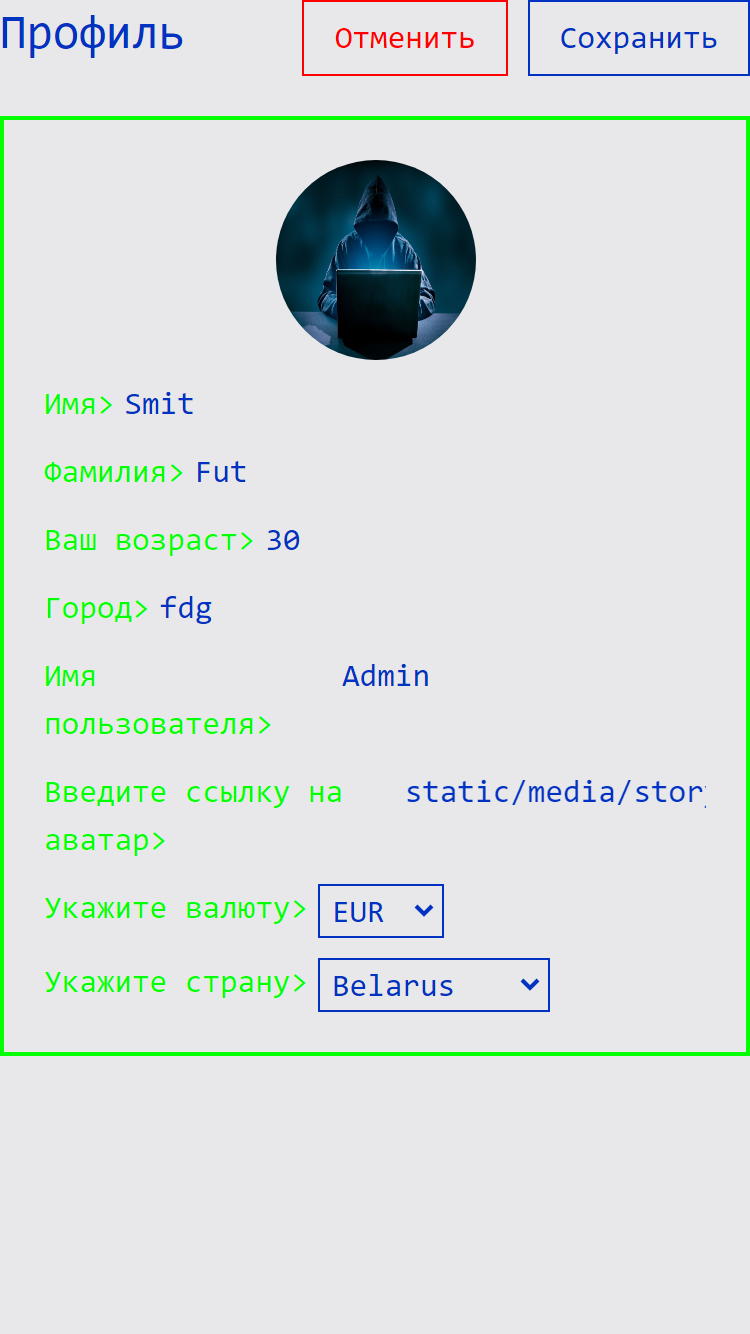 Профиль Отменить Сохранить
Имя> Smit
Фамилия> Fut
Ваш возраст> 30
Город> fdg
Имя Admin
пользователя>
Введите ссылку на static/media/stor
аватар>
Укажите валюту> EUR
Укажите страну> Belarus